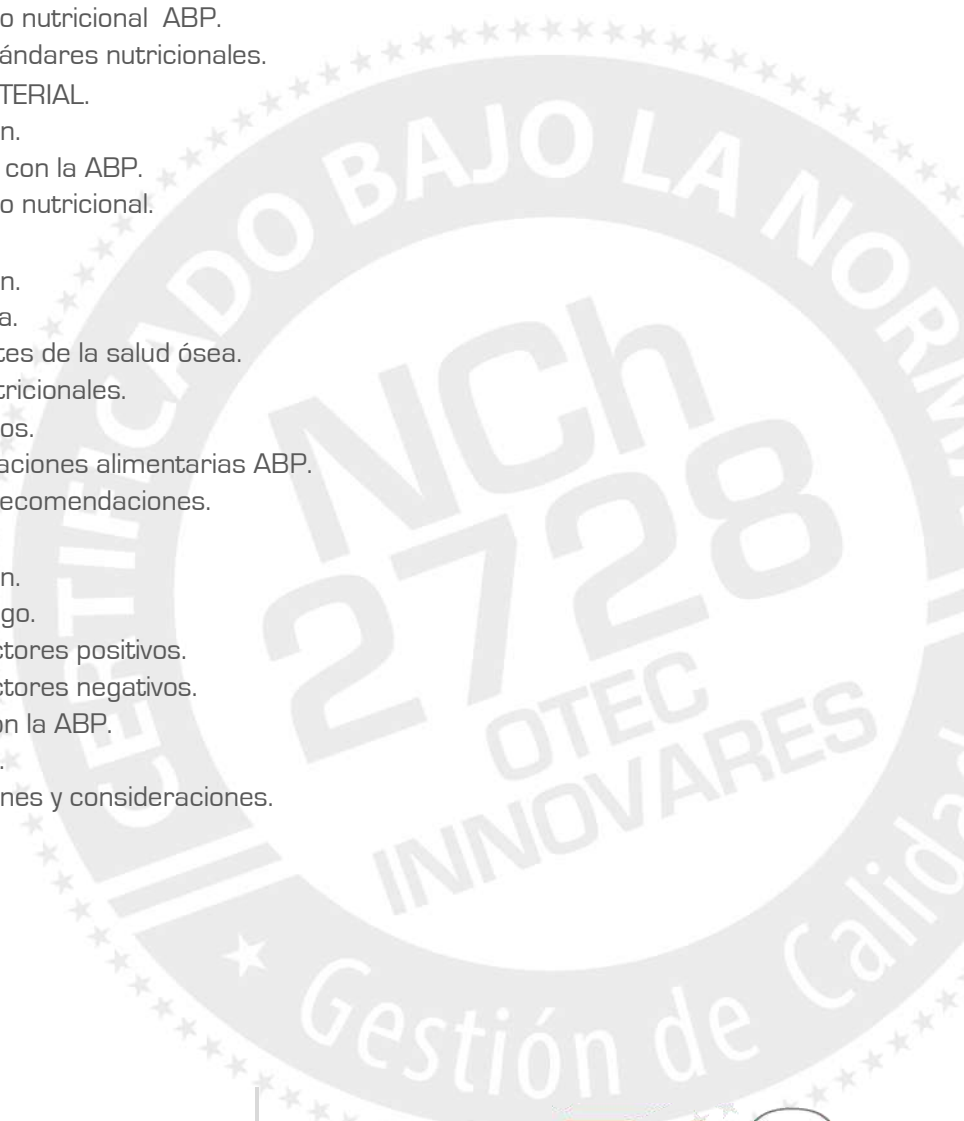 o nutricional ABP.
ándares nutricionales.
TERIAL.
n.
con la ABP.
o nutricional.
n.
a.
tes de la salud ósea.
tricionales.
os.
aciones alimentarias ABP.
recomendaciones.
n.
go.
ctores positivos.
ctores negativos.
on la ABP.
.
nes y consideraciones.
CERTIFICADO BAJO LA NORMA
NCh
2728
OTEC
INNOVARES
Gestión de Calidad